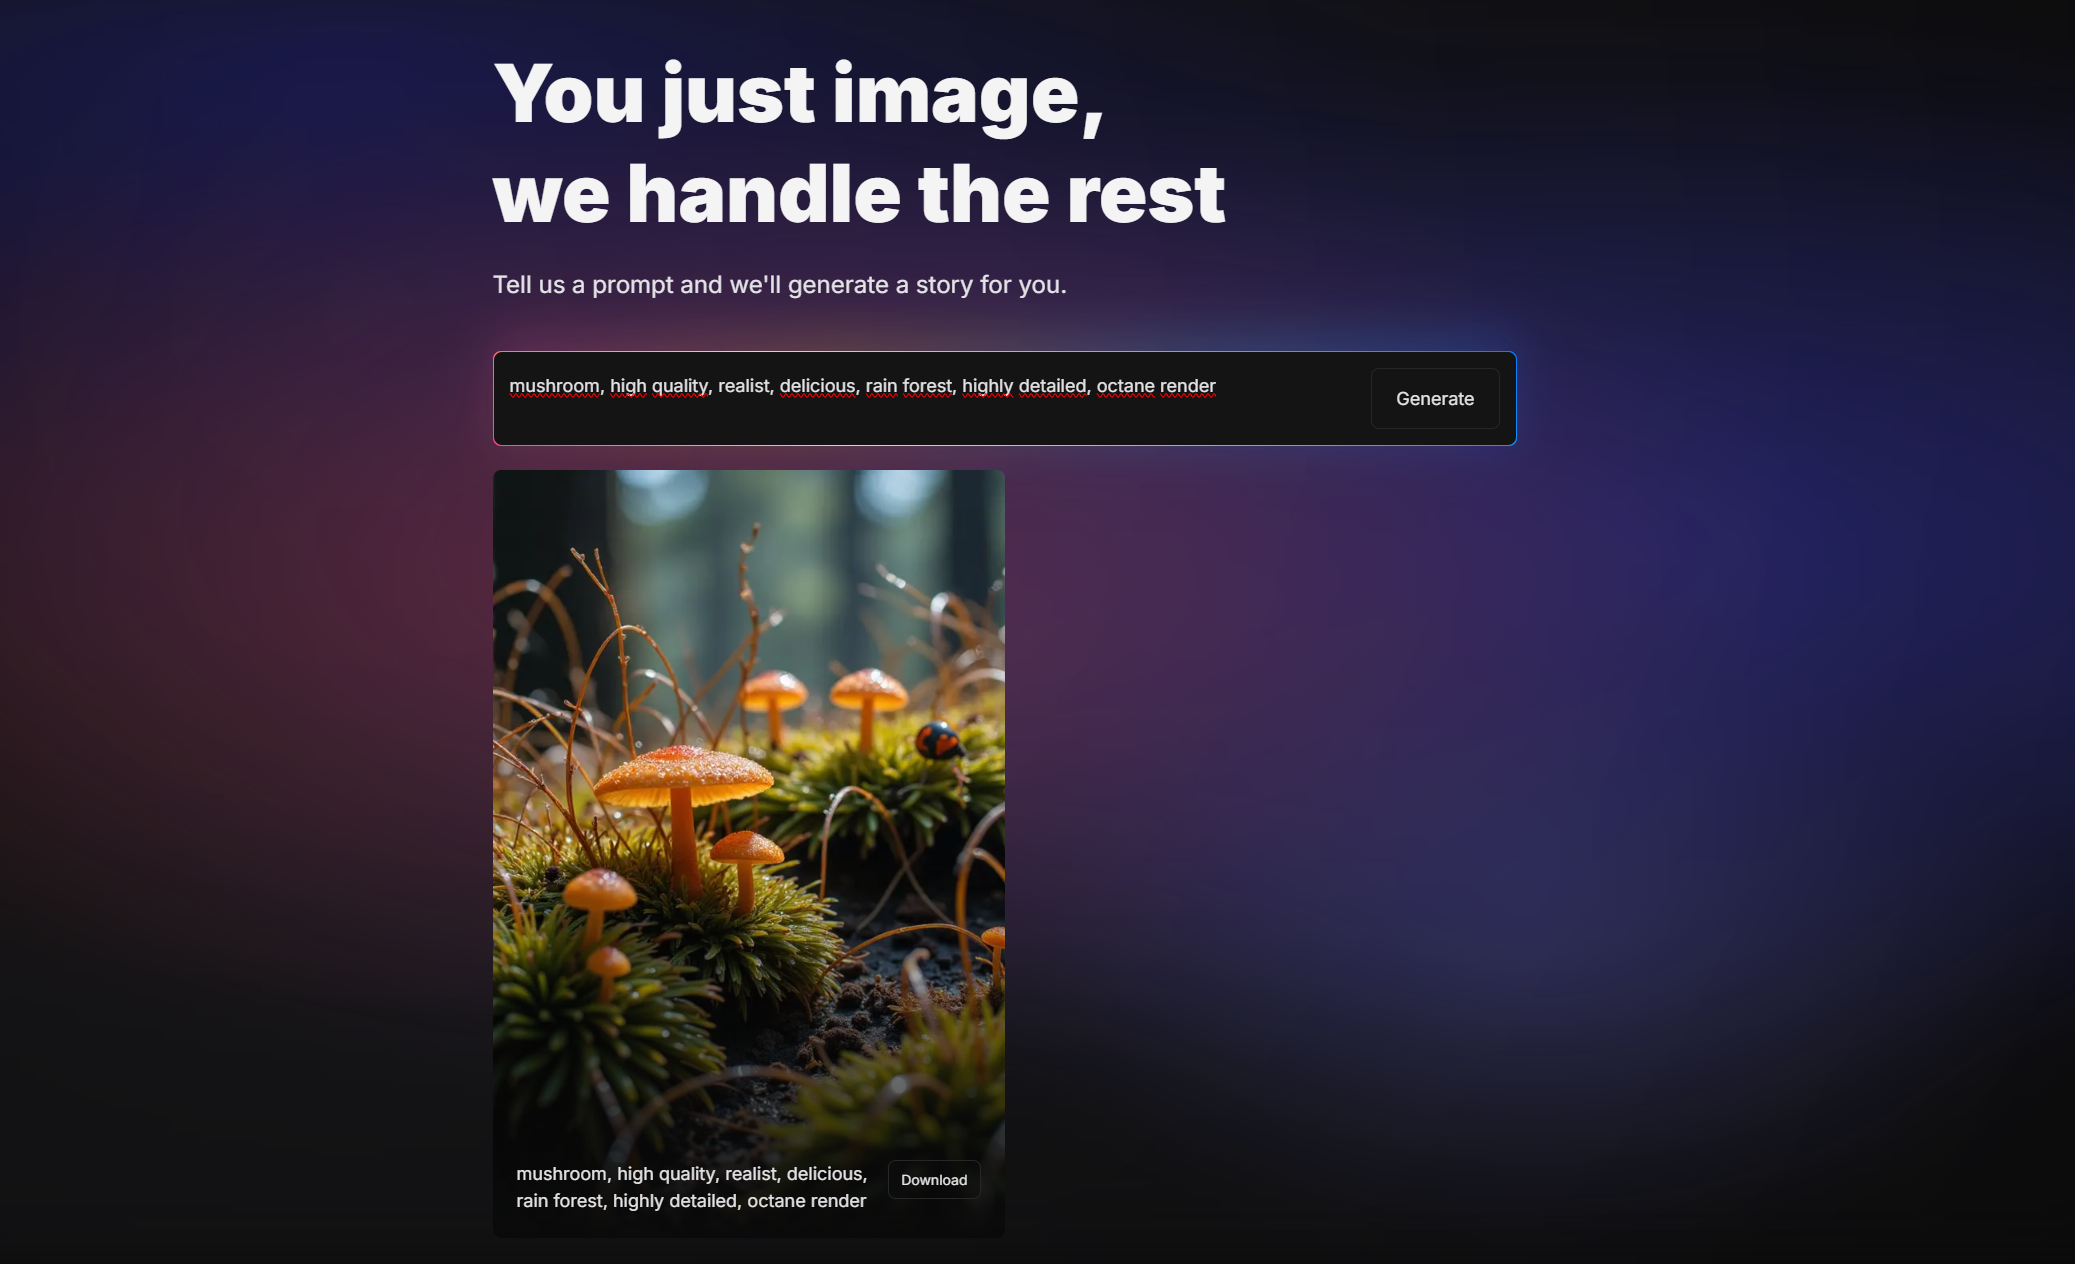 You just image,
we handle the rest
Tell us a prompt and we'll generate a story for you.
mushroom, high quality, realist, delicious, rain forest, highly detailed, octane render
Generate
mushroom, high quality, realist, delicious,
rain forest, highly detailed, octane render
Download